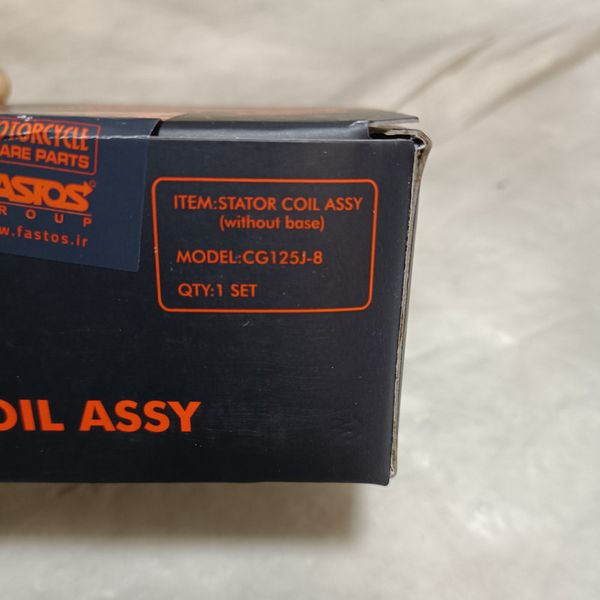 OTORCYCLE
ARE PARTS
ASTOS
ROUP
w.fastos.ir
ITEM:STATOR COIL ASSY
(without base)
MODEL:CG125J-8
QTY:1 SET
OIL ASSY